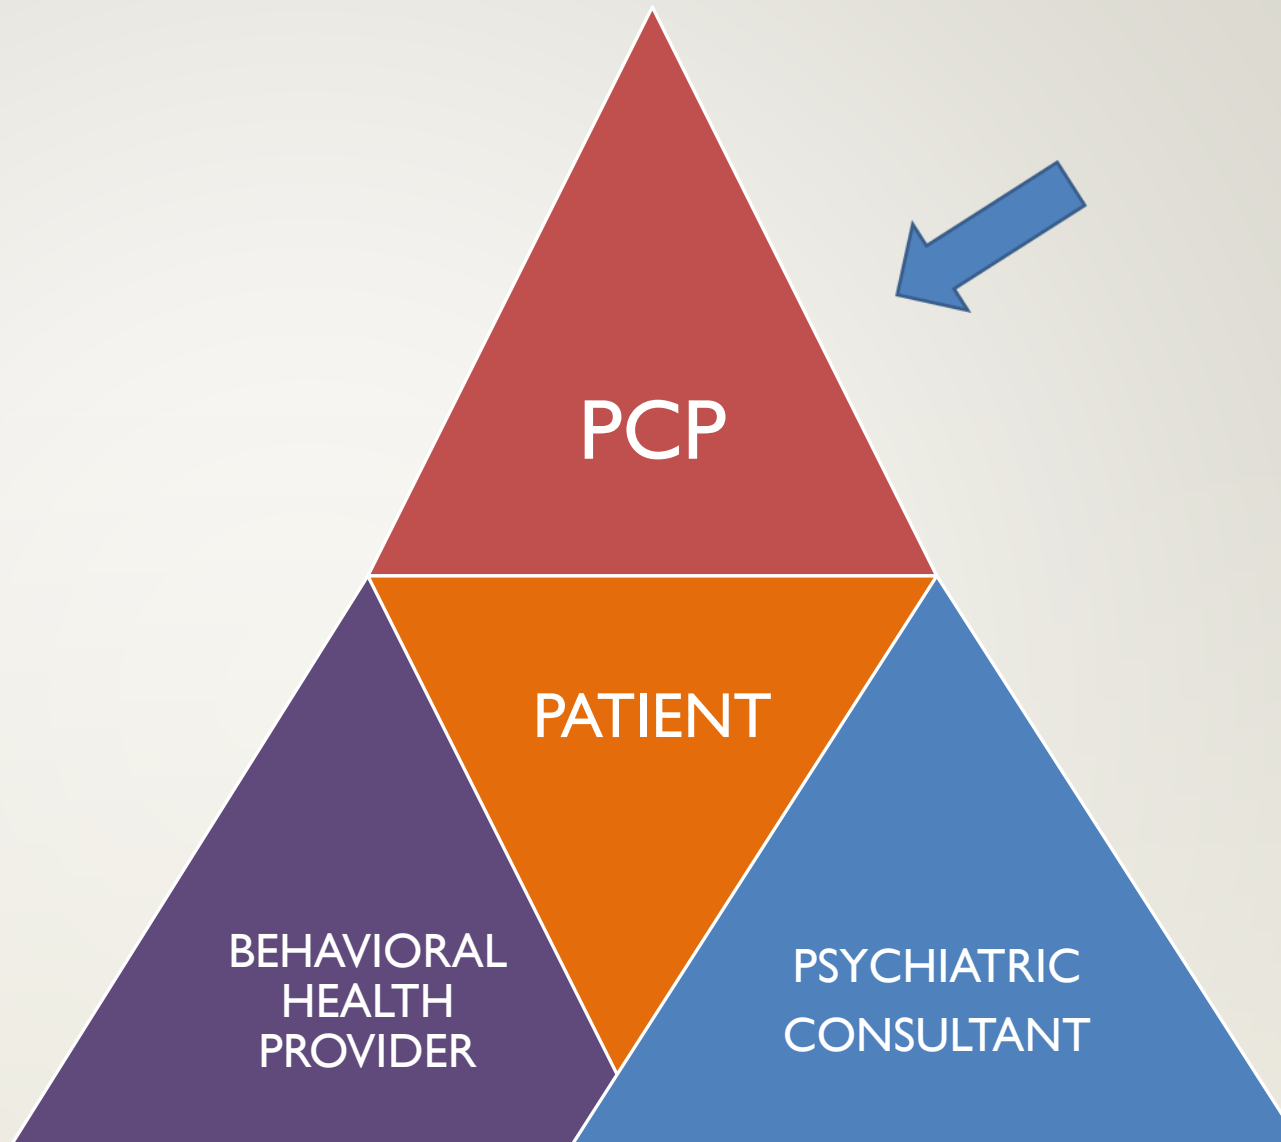 PCP
PATIENT
BEHAVIORAL
HEALTH
PROVIDER
PSYCHIATRIC
CONSULTANT